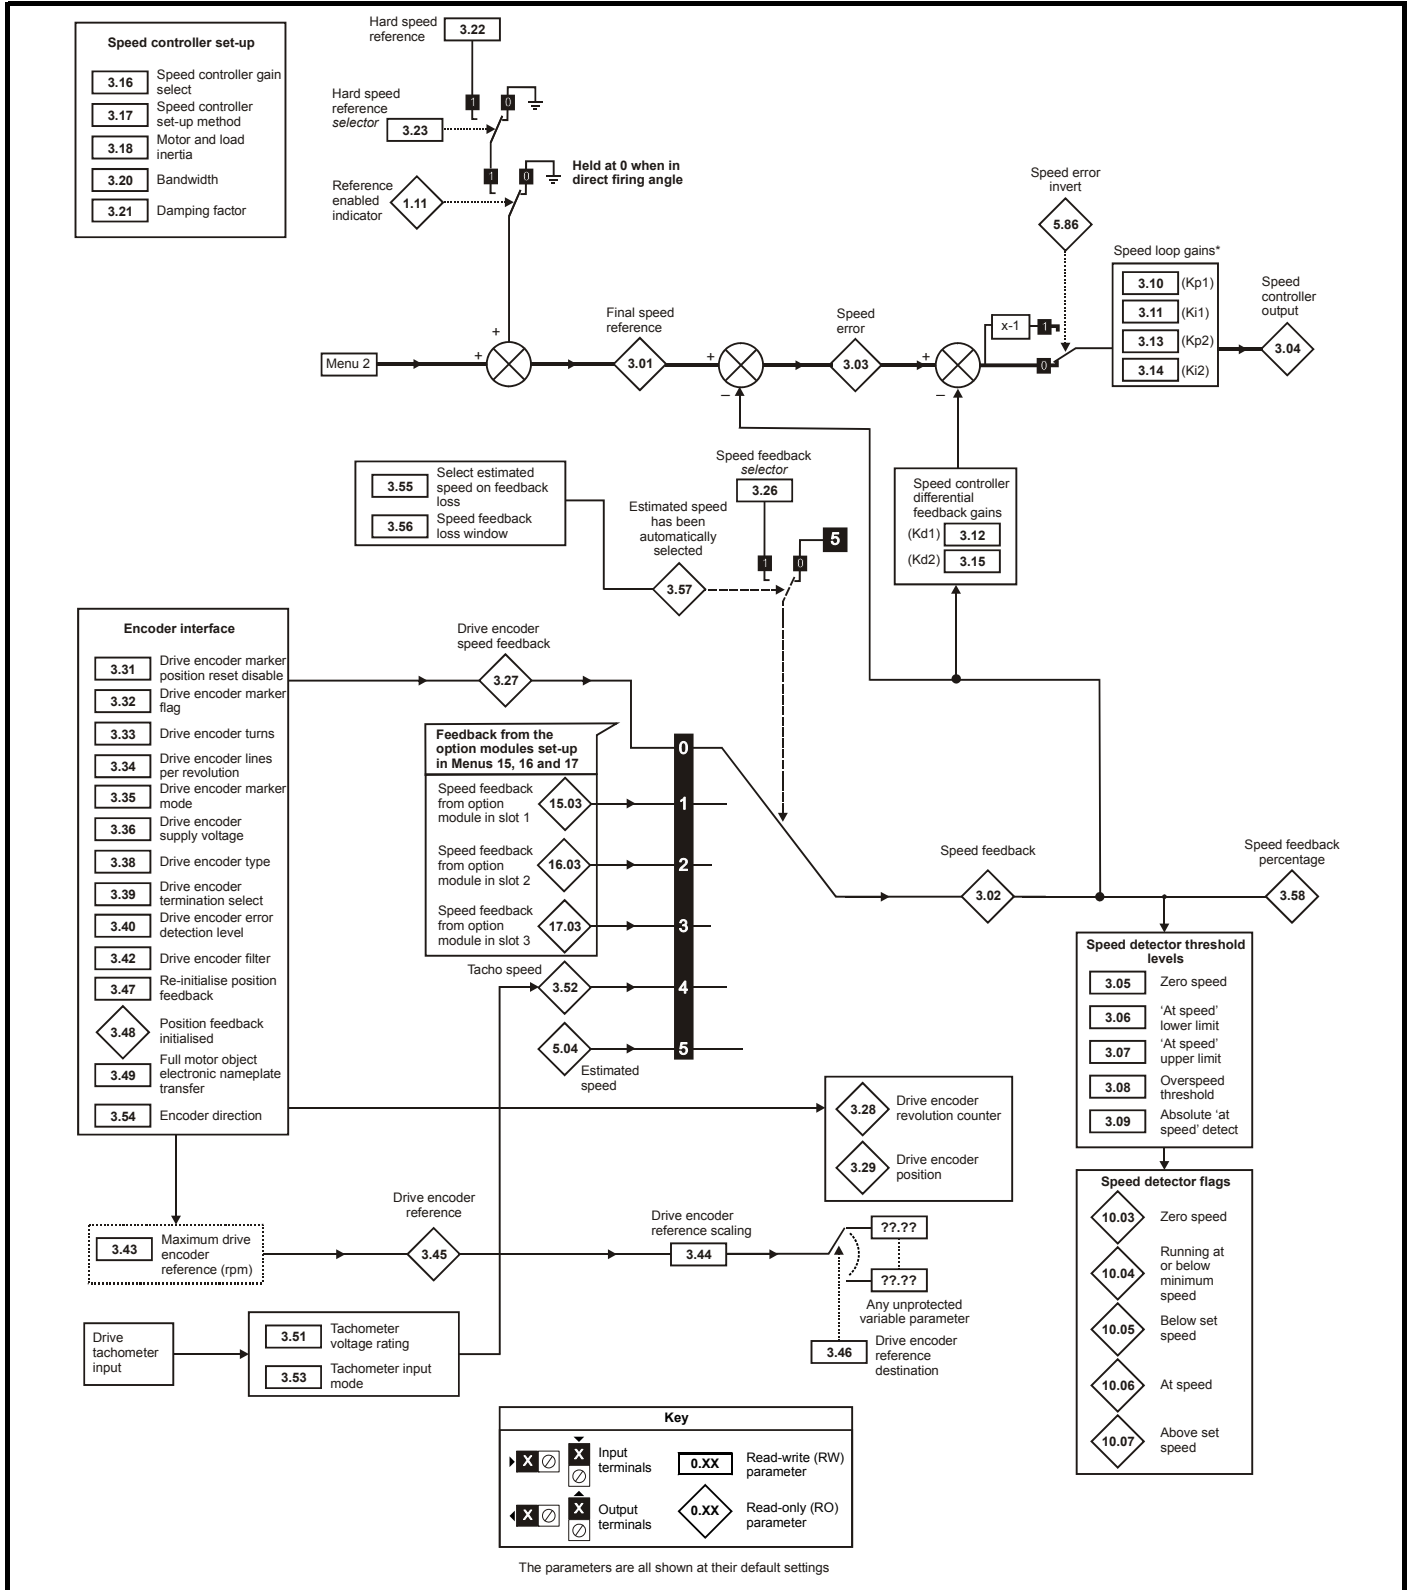 Speed controller set-up
3.16
Speed controller gain
select
3.17
Speed controller
set-up method
3.18
Motor and load
inertia
3.20
Bandwidth
3.21
Damping factor
Hard speed
reference
3.22
Hard speed
reference
selector
3.23
1
0
Reference
enabled
indicator
1.11
1
0
Held at 0 when in
direct firing angle
Menu 2
+
+
Final speed
reference
3.01
+
–
Speed
error
3.03
+
–
x-1
1
0
Speed error
invert
5.86
Speed loop gains*
3.10
(Kp1)
3.11
(Ki1)
3.13
(Kp2)
3.14
(Ki2)
Speed
controller
output
3.04
3.55
Select estimated
speed on feedback
loss
3.56
Speed feedback
loss window
Estimated speed
has been
automatically
selected
3.57
Speed feedback
selector
3.26
1
0
5
Speed controller
differential
feedback gains
(Kd1)
3.12
(Kd2)
3.15
Encoder interface
3.31
Drive encoder marker
position reset disable
3.32
Drive encoder marker
flag
3.33
Drive encoder turns
3.34
Drive encoder lines
per revolution
3.35
Drive encoder marker
mode
3.36
Drive encoder
supply voltage
3.38
Drive encoder type
3.39
Drive encoder
termination select
3.40
Drive encoder error
detection level
3.42
Drive encoder filter
3.47
Re-initialise position
feedback
3.48
Position feedback
initialised
3.49
Full motor object
electronic nameplate
transfer
3.54
Encoder direction
Drive encoder
speed feedback
3.27
Feedback from the
option modules set-up
in Menus 15, 16 and 17
Speed feedback
from option
module in slot 1
15.03
Speed feedback
from option
module in slot 2
16.03
Speed feedback
from option
module in slot 3
17.03
Tacho speed
3.52
5.04
Estimated
speed
0
1
2
3
4
5
Speed feedback
3.02
Speed feedback
percentage
3.58
Speed detector threshold
levels
3.05
Zero speed
3.06
‘At speed’
lower limit
3.07
‘At speed’
upper limit
3.08
Overspeed
threshold
3.09
Absolute ‘at
speed’ detect
Speed detector flags
10.03
Zero speed
10.04
Running at
or below
minimum
speed
10.05
Below set
speed
10.06
At speed
10.07
Above set
speed
3.28
Drive encoder
revolution counter
3.29
Drive encoder
position
3.43
Maximum drive
encoder
reference (rpm)
Drive encoder
reference
3.45
Drive encoder
reference scaling
3.44
??.??
??.??
Any unprotected
variable parameter
3.46
Drive encoder
reference
destination
Drive
tachometer
input
3.51
Tachometer
voltage rating
3.53
Tachometer input
mode
Key
X
X
Input
terminals
0.XX
Read-write (RW)
parameter
X
X
Output
terminals
0.XX
Read-only (RO)
parameter
The parameters are all shown at their default settings